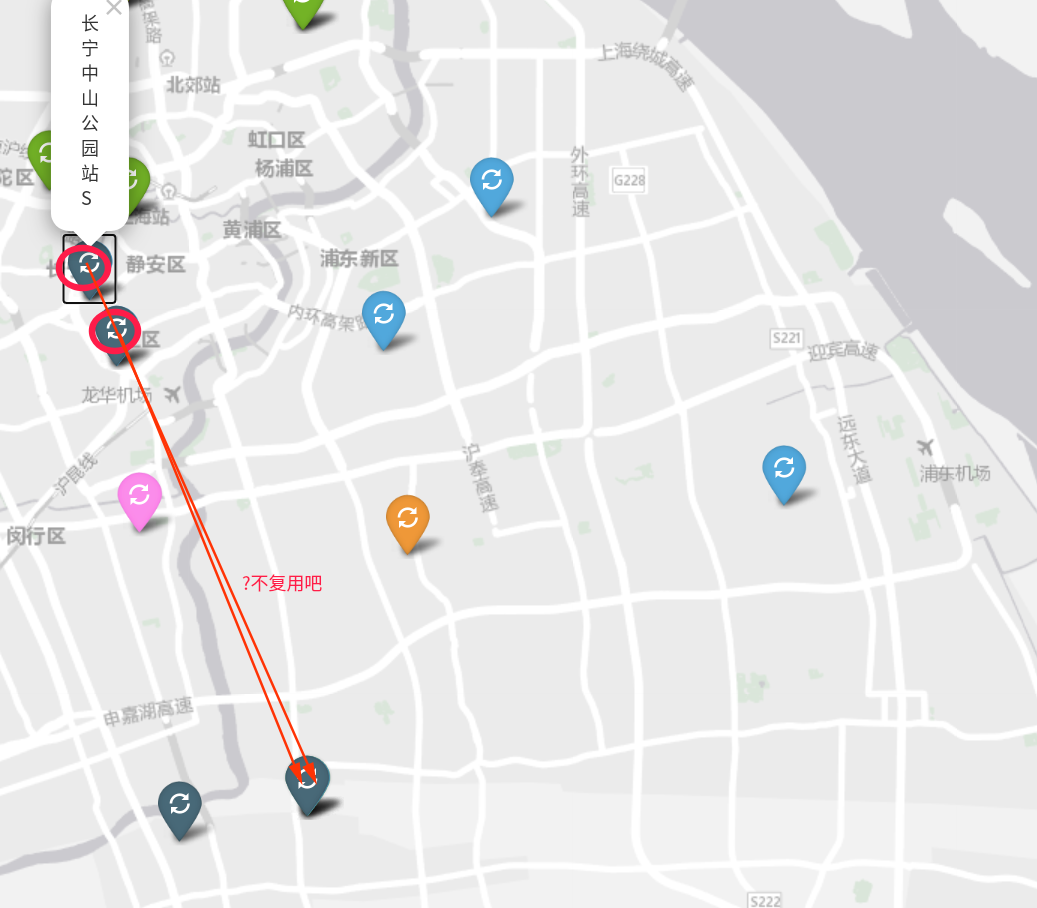 长
宁
中
山
公
园
站
S
架
路
北郊站
上海绕城高速
虹口区
杨浦区
外环高速
G228
海站
黄浦区
静安区
浦东新区
内环高架路
区
S221
迎宾高速
龙华机场
沪昆线
沪奉高速
远东大道
浦东机场
闵行区
?不复用吧
申嘉湖高速
S222